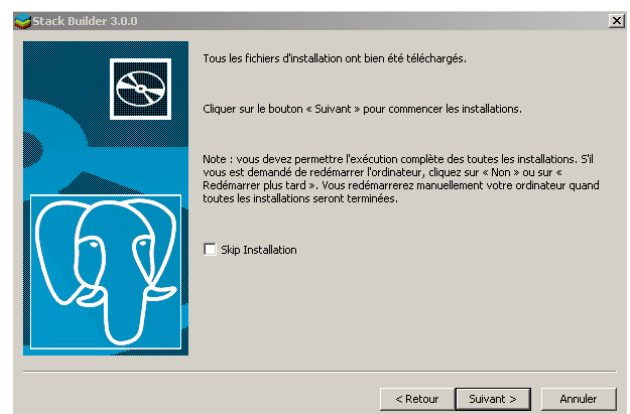 Stack Builder 3.0.0
Tous les fichiers d'installation ont bien été téléchargés.
Cliquer sur le bouton « Suivant » pour commencer les installations.
Note : vous devez permettre l'exécution complète des toutes les installations. S'il
vous est demandé de redémarrer l'ordinateur, cliquez sur « Non » ou sur «
Redémarrer plus tard ». Vous redémarrerez manuellement votre ordinateur quand
toutes les installations seront terminées.
Skip Installation
< Retour
Suivant >
Annuler